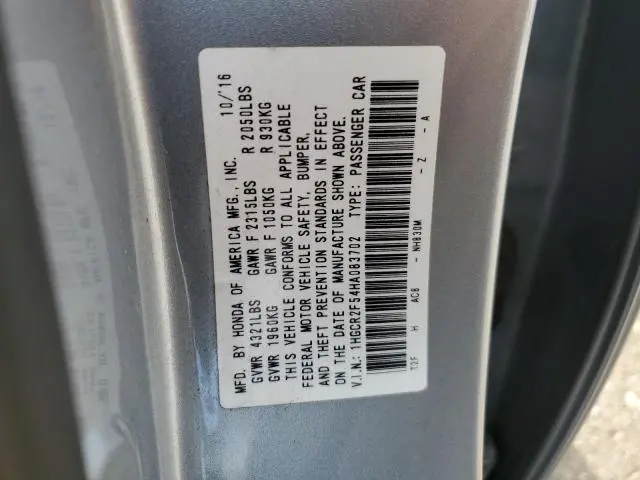 MFD. BY HONDA OF AMERICA MFG., INC. 10/'16
GVWR 4321LBS GAWR F 2315LBS R 2050LBS
GVWR 1960KG GAWR F 1050KG R 930KG
THIS VEHICLE CONFORMS TO ALL APPLICABLE
FEDERAL MOTOR VEHICLE SAFETY, BUMPER,
AND THEFT PREVENTION STANDARDS IN EFFECT
ON THE DATE OF MANUFACTURE SHOWN ABOVE.
V.I.N.: 1HGCR2F54HA083702 TYPE: PASSENGER CAR
T2F H AC8 - NH830M - Z - A